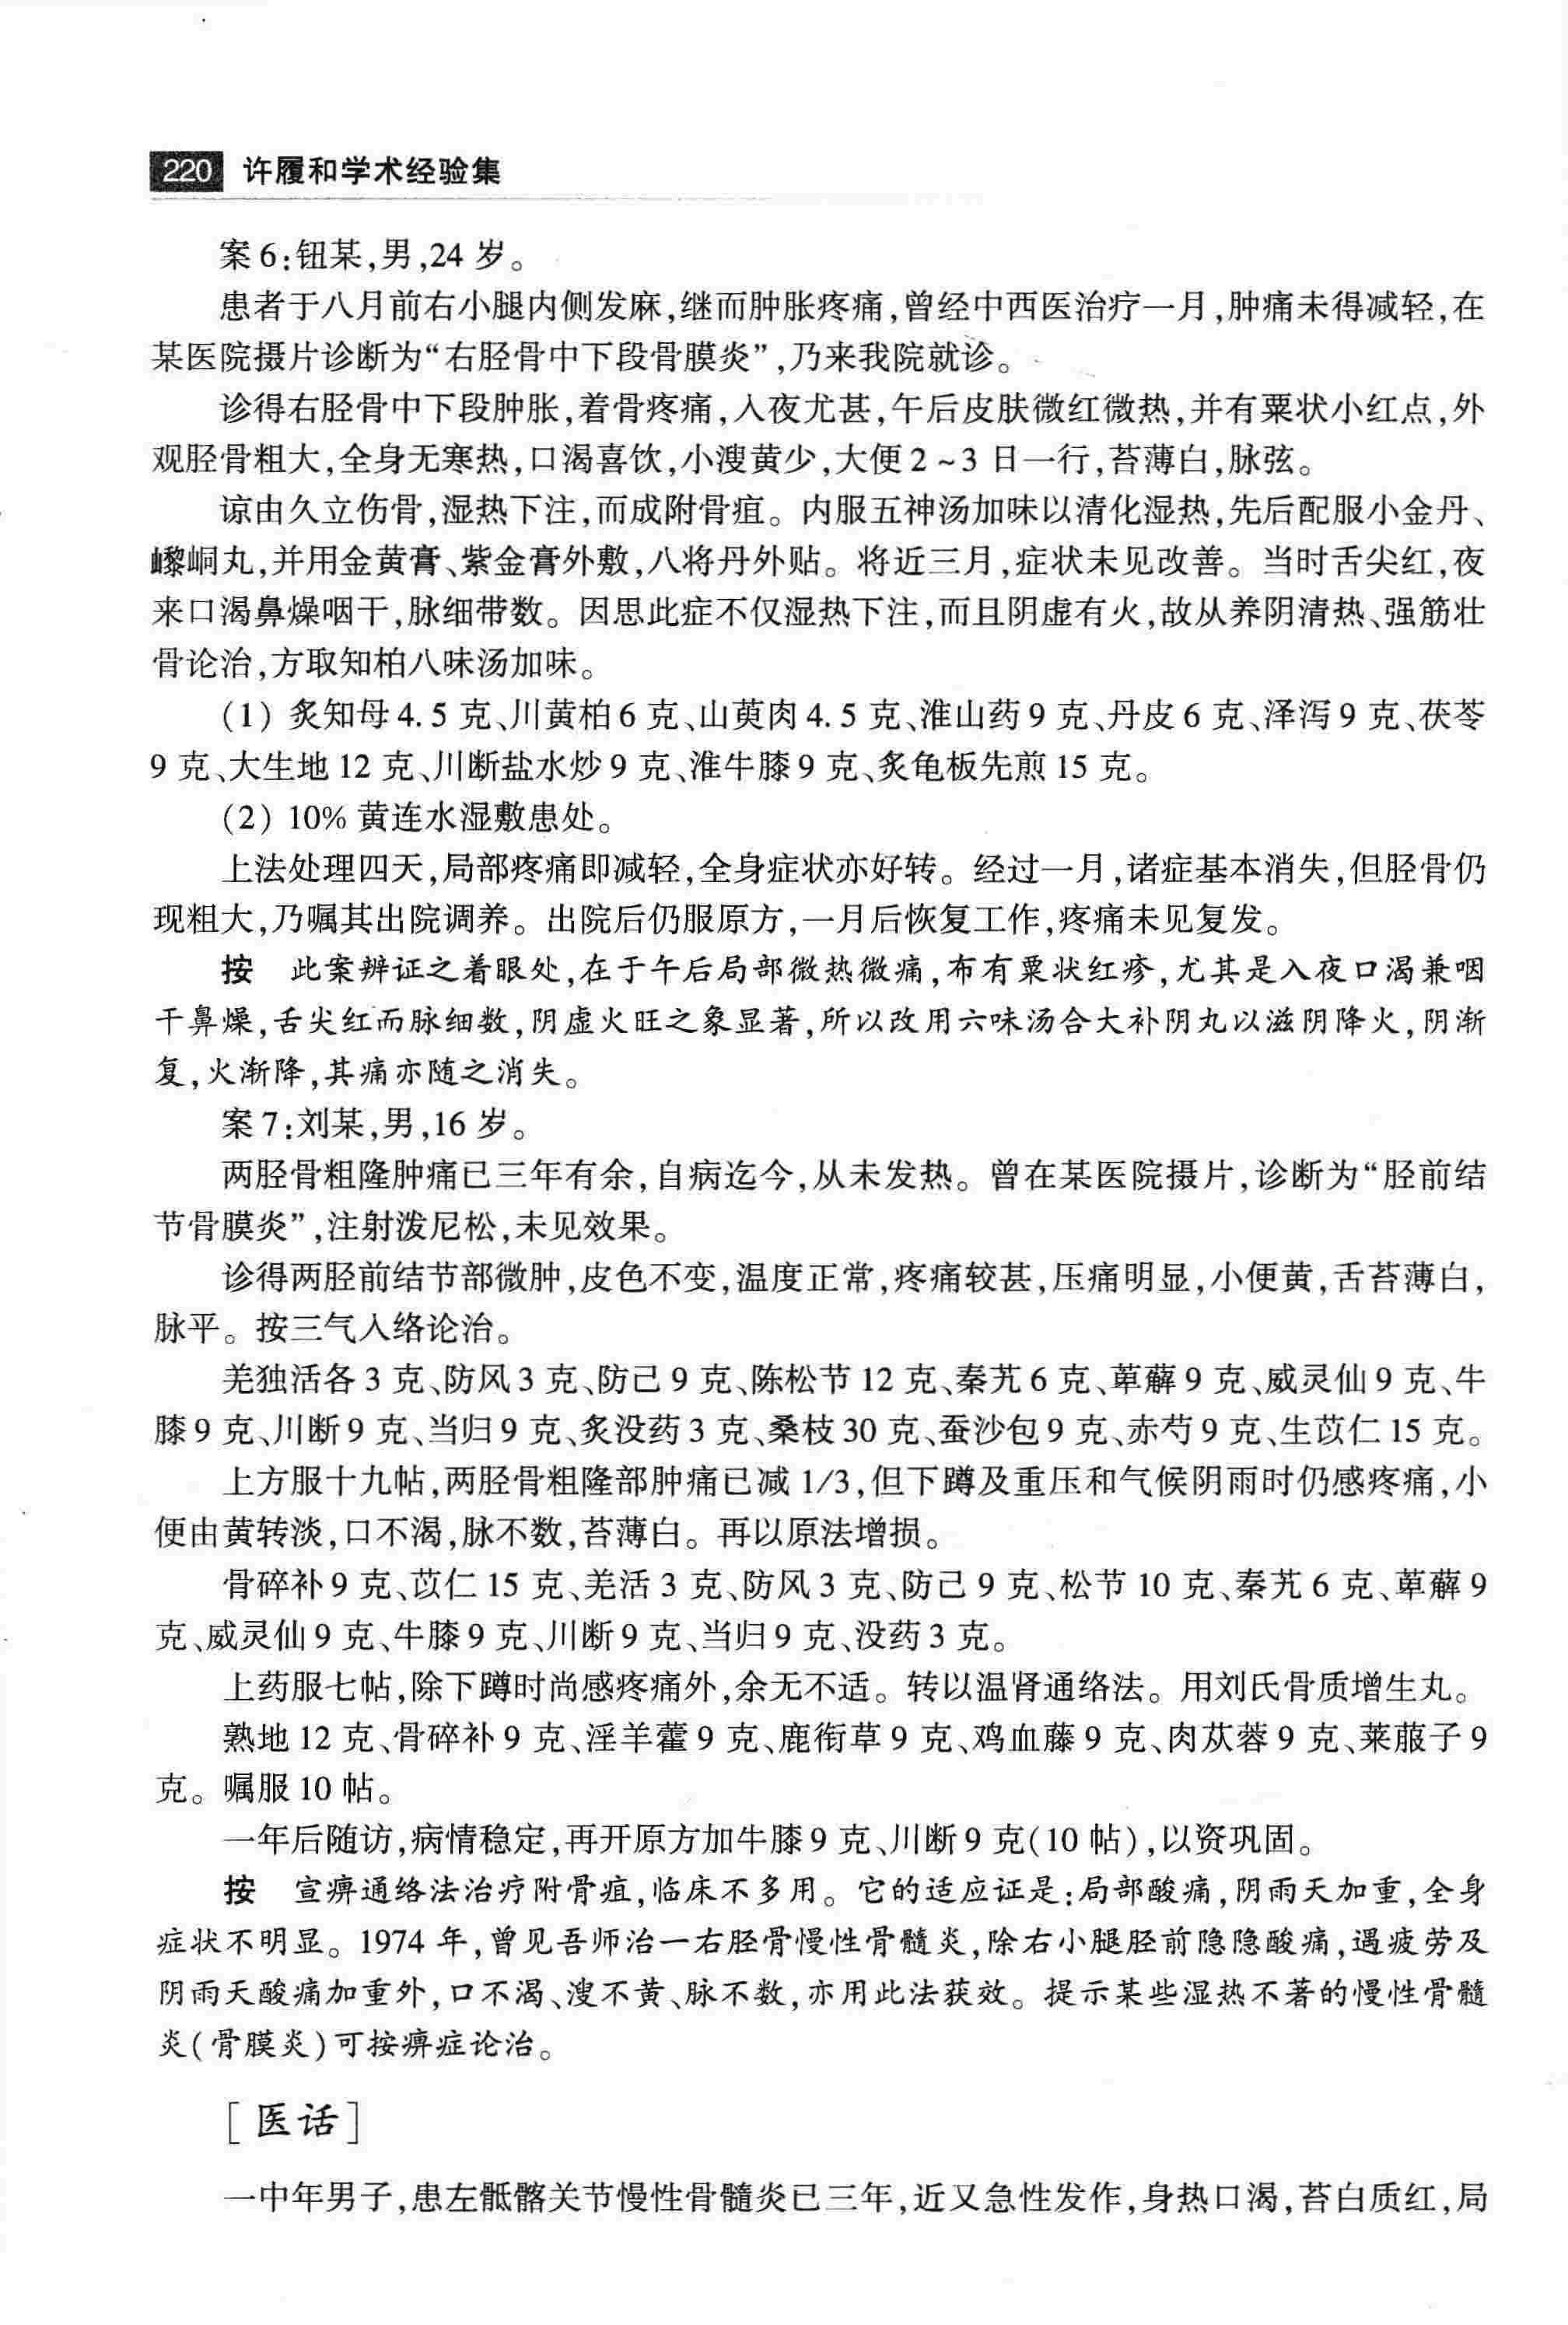 220 许履和学术经验集
案6:钮某,男,24岁。
患者于八月前右小腿内侧发麻,继而肿胀疼痛,曾经中西医治疗一月,肿痛未得减轻,在
某医院摄片诊断为“右胫骨中下段骨膜炎”,乃来我院就诊。
诊得右胫骨中下段肿胀,着骨疼痛,入夜尤甚,午后皮肤微红微热,并有粟状小红点,外
观胫骨粗大,全身无寒热,口渴喜饮,小溲黄少,大便2~3日一行,苔薄白,脉弦。
谅由久立伤骨,湿热下注,而成附骨疽。内服五神汤加味以清化湿热,先后配服小金丹、
䗍峒丸,并用金黄膏、紫金膏外敷,八将丹外贴。将近三月,症状未见改善。当时舌尖红,夜
来口渴鼻燥咽干,脉细带数。因思此症不仅湿热下注,而且阴虚有火,故从养阴清热、强筋壮
骨论治,方取知柏八味汤加味。
(1) 炙知母4.5克、川黄柏6克、山萸肉4.5克、淮山药9克、丹皮6克、泽泻9克、茯苓
9克、大生地12克、川断盐水炒9克、淮牛膝9克、炙龟板先煎15克。
(2) 10%黄连水湿敷患处。
上法处理四天,局部疼痛即减轻,全身症状亦好转。经过一月,诸症基本消失,但胫骨仍
现粗大,乃嘱其出院调养。出院后仍服原方,一月后恢复工作,疼痛未见复发。
按 此案辨证之着眼处,在于午后局部微热微痛,布有粟状红疹,尤其是入夜口渴兼咽
干鼻燥,舌尖红而脉细数,阴虚火旺之象显著,所以改用六味汤合大补阴丸以滋阴降火,阴渐
复,火渐降,其痛亦随之消失。
案7:刘某,男,16岁。
两胫骨粗隆肿痛已三年有余,自病迄今,从未发热。曾在某医院摄片,诊断为“胫前结
节骨膜炎”,注射泼尼松,未见效果。
诊得两胫前结节部微肿,皮色不变,温度正常,疼痛较甚,压痛明显,小便黄,舌苔薄白,
脉平。按三气入络论治。
羌独活各3克、防风3克、防己9克、陈松节12克、秦艽6克、萆薢9克、威灵仙9克、牛
膝9克、川断9克、当归9克、炙没药3克、桑枝30克、蚕沙包9克、赤芍9克、生苡仁15克。
上方服十九帖,两胫骨粗隆部肿痛已减1/3,但下蹲及重压和气候阴雨时仍感疼痛,小
便由黄转淡,口不渴,脉不数,苔薄白。再以原法增损。
骨碎补9克、苡仁15克、羌活3克、防风3克、防己9克、松节10克、秦艽6克、萆薢9
克、威灵仙9克、牛膝9克、川断9克、当归9克、没药3克。
上药服七帖,除下蹲时尚感疼痛外,余无不适。转以温肾通络法。用刘氏骨质增生丸。
熟地12克、骨碎补9克、淫羊藿9克、鹿衔草9克、鸡血藤9克、肉苁蓉9克、莱菔子9
克。嘱服10帖。
一年后随访,病情稳定,再开原方加牛膝9克、川断9克(10帖),以资巩固。
按 宣痹通络法治疗附骨疽,临床不多用。它的适应证是:局部酸痛,阴雨天加重,全身
症状不明显。1974年,曾见吾师治一右胫骨慢性骨髓炎,除右小腿胫前隐隐酸痛,遇疲劳及
阴雨天酸痛加重外,口不渴、溲不黄、脉不数,亦用此法获效。提示某些湿热不著的慢性骨髓
炎(骨膜炎)可按痹症论治。
[医话]
一中年男子,患左骶髂关节慢性骨髓炎已三年,近又急性发作,身热口渴,苔白质红,局